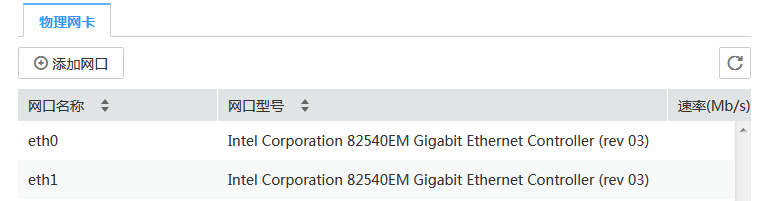 物理网卡
添加网口
网口名称 网口型号 速率(Mb/s)
eth0 Intel Corporation 82540EM Gigabit Ethernet Controller (rev 03)
eth1 Intel Corporation 82540EM Gigabit Ethernet Controller (rev 03)